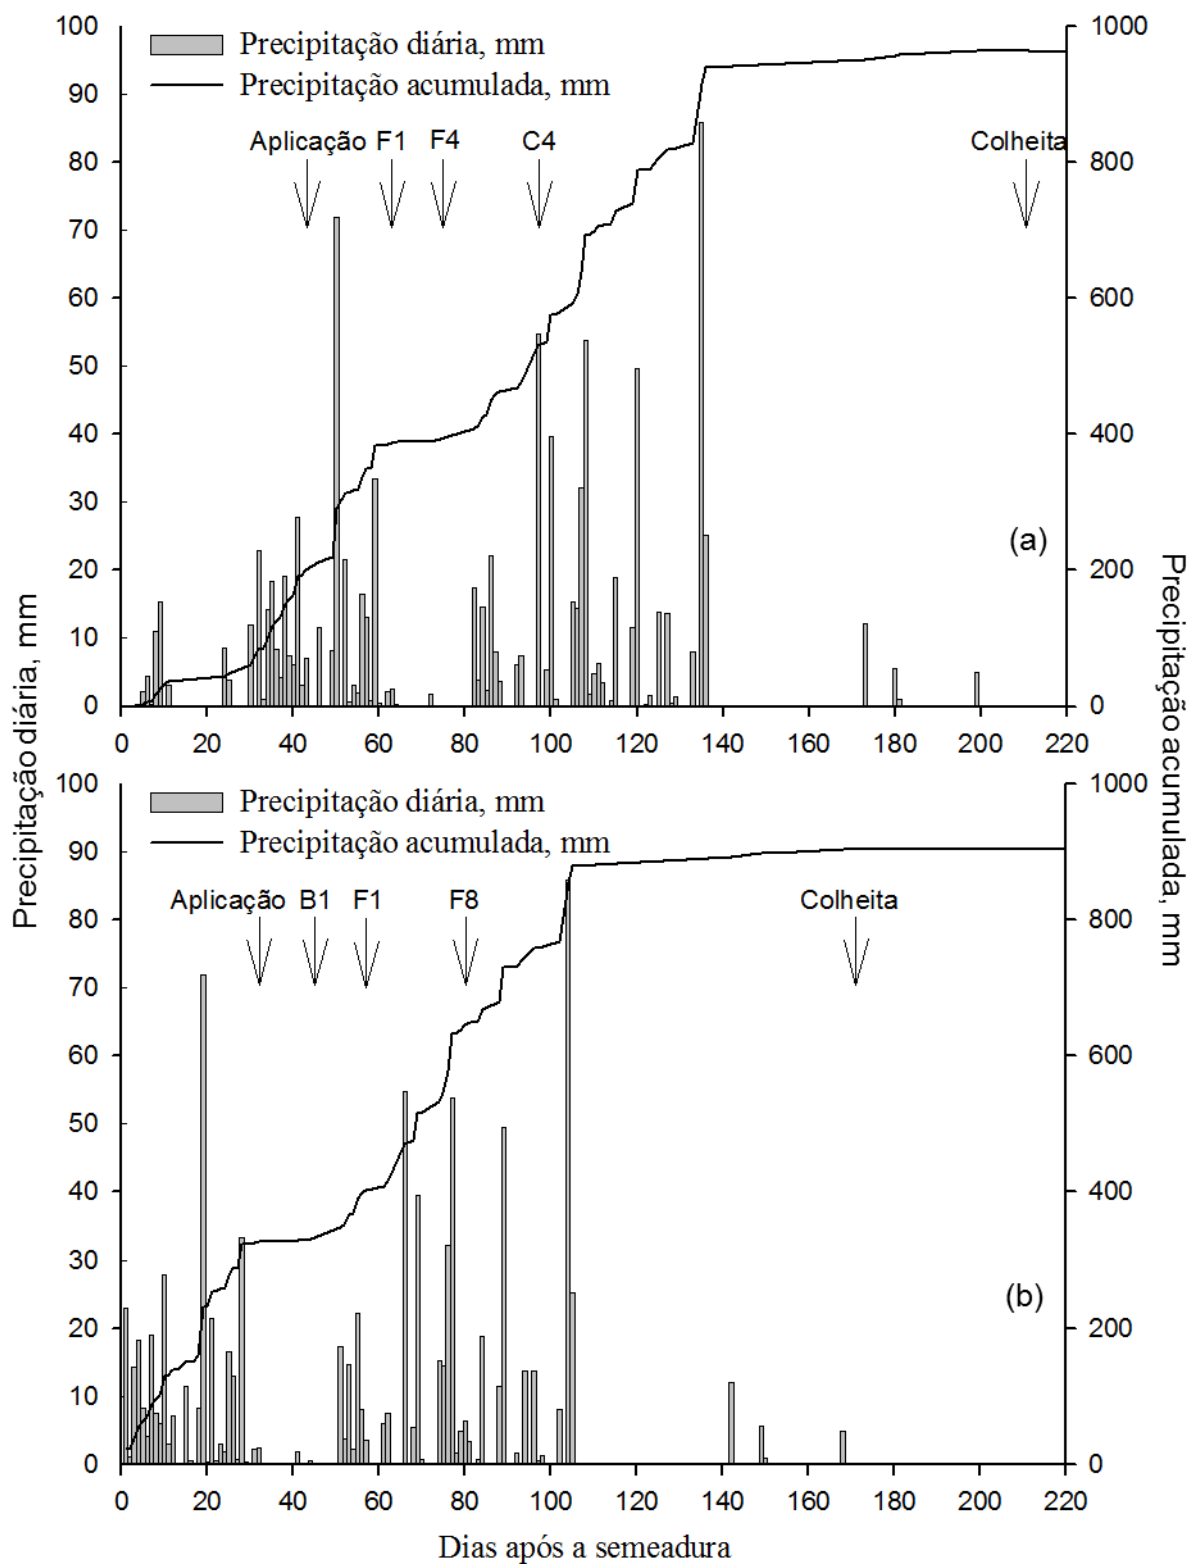 Precipitação diária, mm
Precipitação acumulada, mm
100
90
80
70
60
50
40
30
20
10
0
1000
800
600
400
200
0
Precipitação diária, mm
Precipitação acumulada, mm
Aplicação F1 F4 C4 Colheita
(a)
0 20 40 60 80 100 120 140 160 180 200 220
100
90
80
70
60
50
40
30
20
10
0
1000
800
600
400
200
0
Precipitação diária, mm
Precipitação acumulada, mm
Aplicação B1 F1 F8 Colheita
(b)
0 20 40 60 80 100 120 140 160 180 200 220
Dias após a semeadura